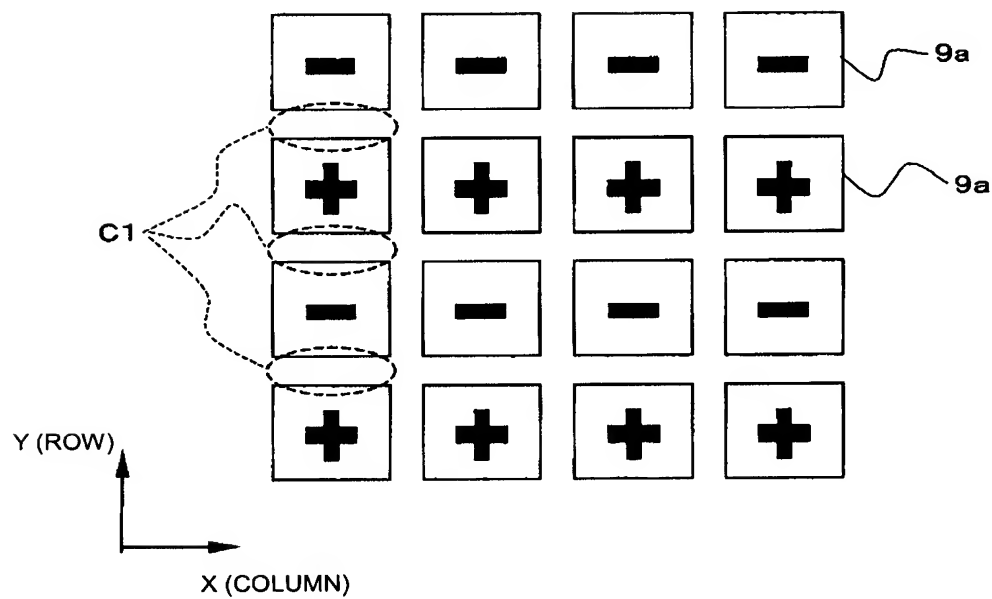 − − − − 9a
+ + + + 9a
C1
− − − −
+ + + +
Y (ROW)
X (COLUMN)